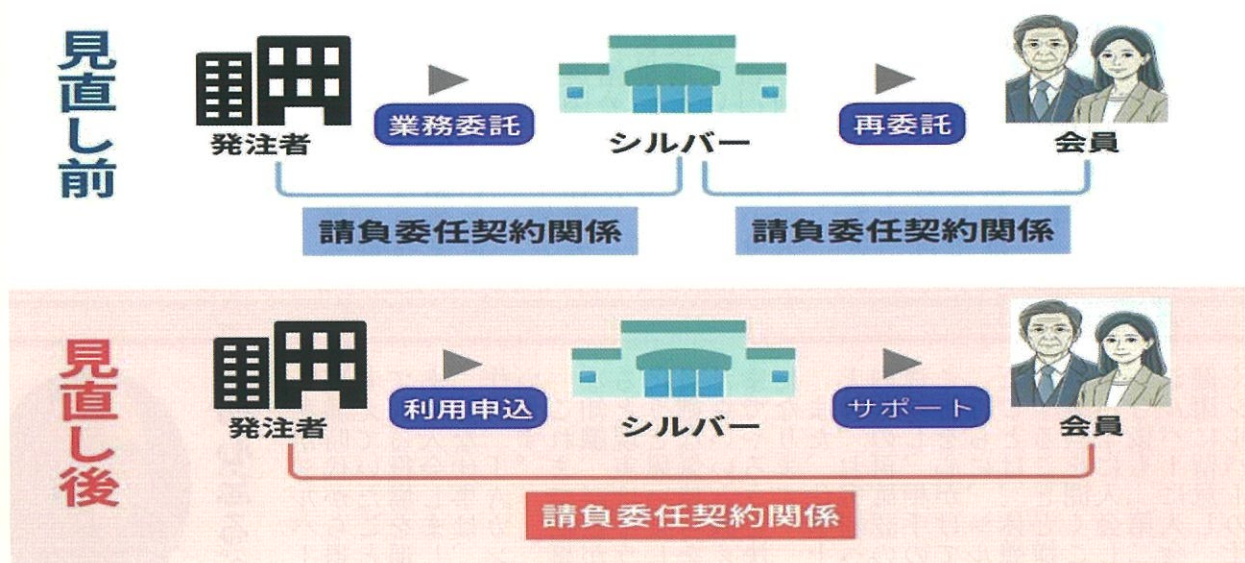 見直し前
発注者
業務委託
シルバー
再委託
会員
請負委任契約関係
請負委任契約関係
見直し後
発注者
利用申込
シルバー
サポート
会員
請負委任契約関係